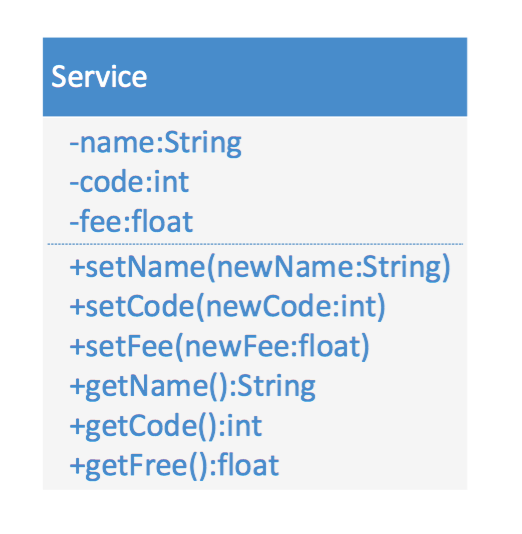 Service
-name:String
-code:int
-fee:float
+setName(newName:String)
+setCode(newCode:int)
+setFee(newFee:float)
+getName():String
+getCode():int
+getFree():float